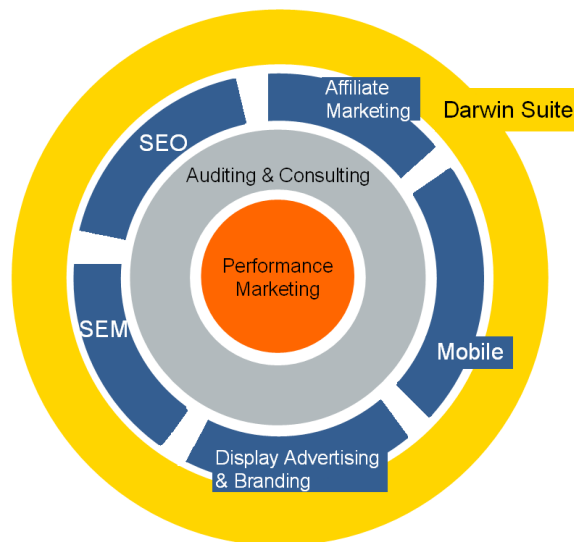 Affiliate
Marketing
Darwin Suite
SEO
Auditing & Consulting
Performance
Marketing
SEM
Mobile
Display Advertising
& Branding